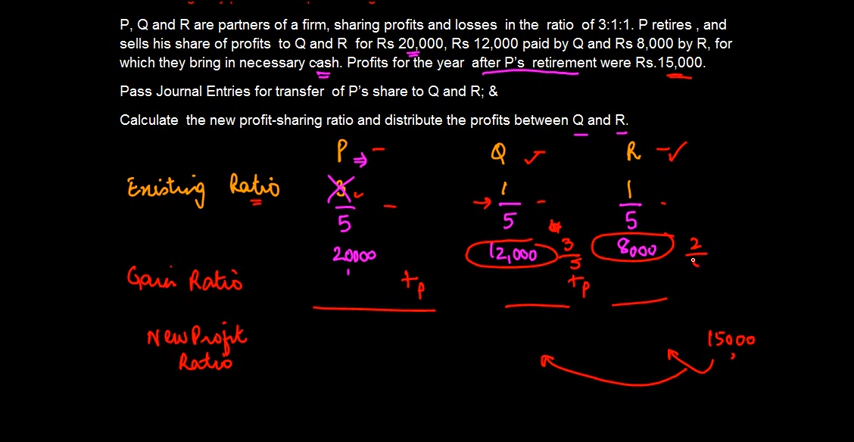 P, Q and R are partners of a firm, sharing profits and losses in the ratio of 3:1:1. P retires , and
sells his share of profits to Q and R for Rs 20,000, Rs 12,000 paid by Q and Rs 8,000 by R, for
which they bring in necessary cash. Profits for the year after P's retirement were Rs.15,000.
Pass Journal Entries for transfer of P's share to Q and R; &
Calculate the new profit-sharing ratio and distribute the profits between Q and R.
P Q R
Existing Ratio 3/5 1/5 1/5
20000 12,000 3/5 8000 2/
Gain Ratio + P + P
New Profit 15000
Ratio